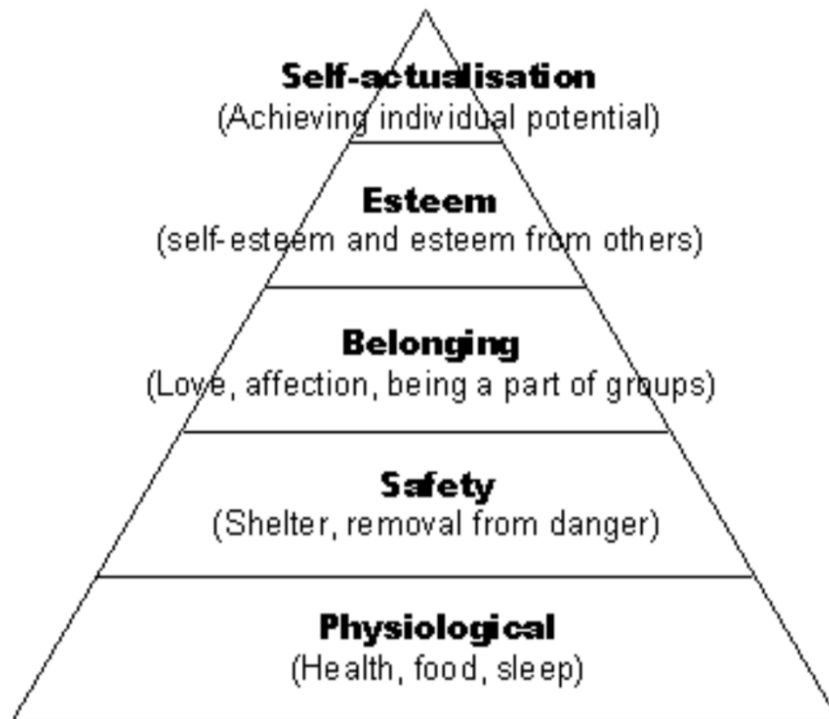 Self-actualisation
(Achieving individual potential)
Esteem
(self-esteem and esteem from others)
Belonging
(Love, affection, being a part of groups)
Safety
(Shelter, removal from danger)
Physiological
(Health, food, sleep)